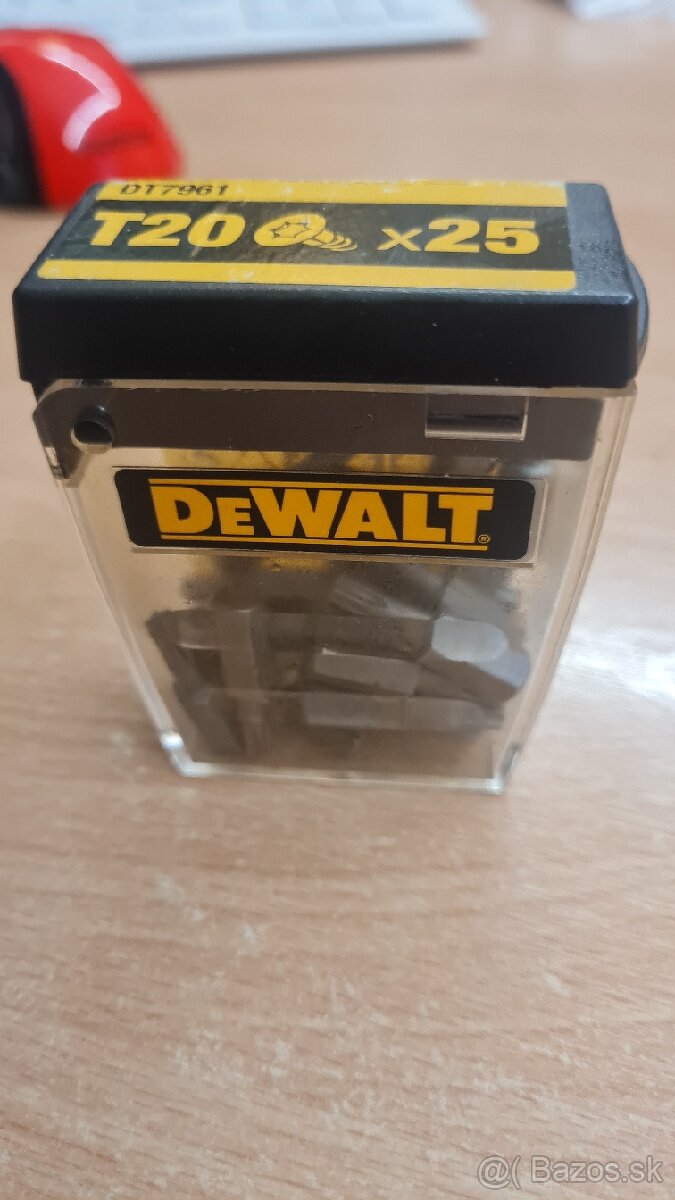 DT7961
T20 x25
DEWALT®
@( Bazos.sk